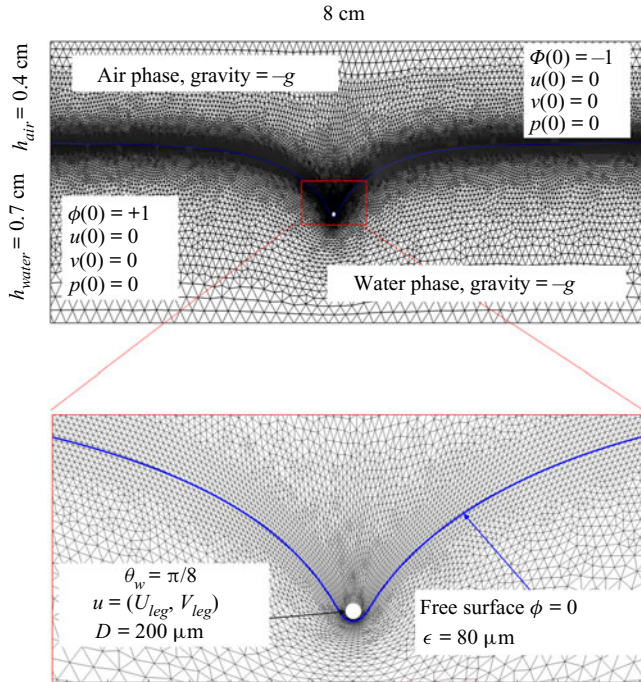 8 cm
Air phase, gravity = –g
Φ(0) = –1
u(0) = 0
v(0) = 0
p(0) = 0
h_air = 0.4 cm
h_water = 0.7 cm
ϕ(0) = +1
u(0) = 0
v(0) = 0
p(0) = 0
Water phase, gravity = –g
θ_w = π/8
u = (U_leg, V_leg)
D = 200 μm
Free surface ϕ = 0
ϵ = 80 μm